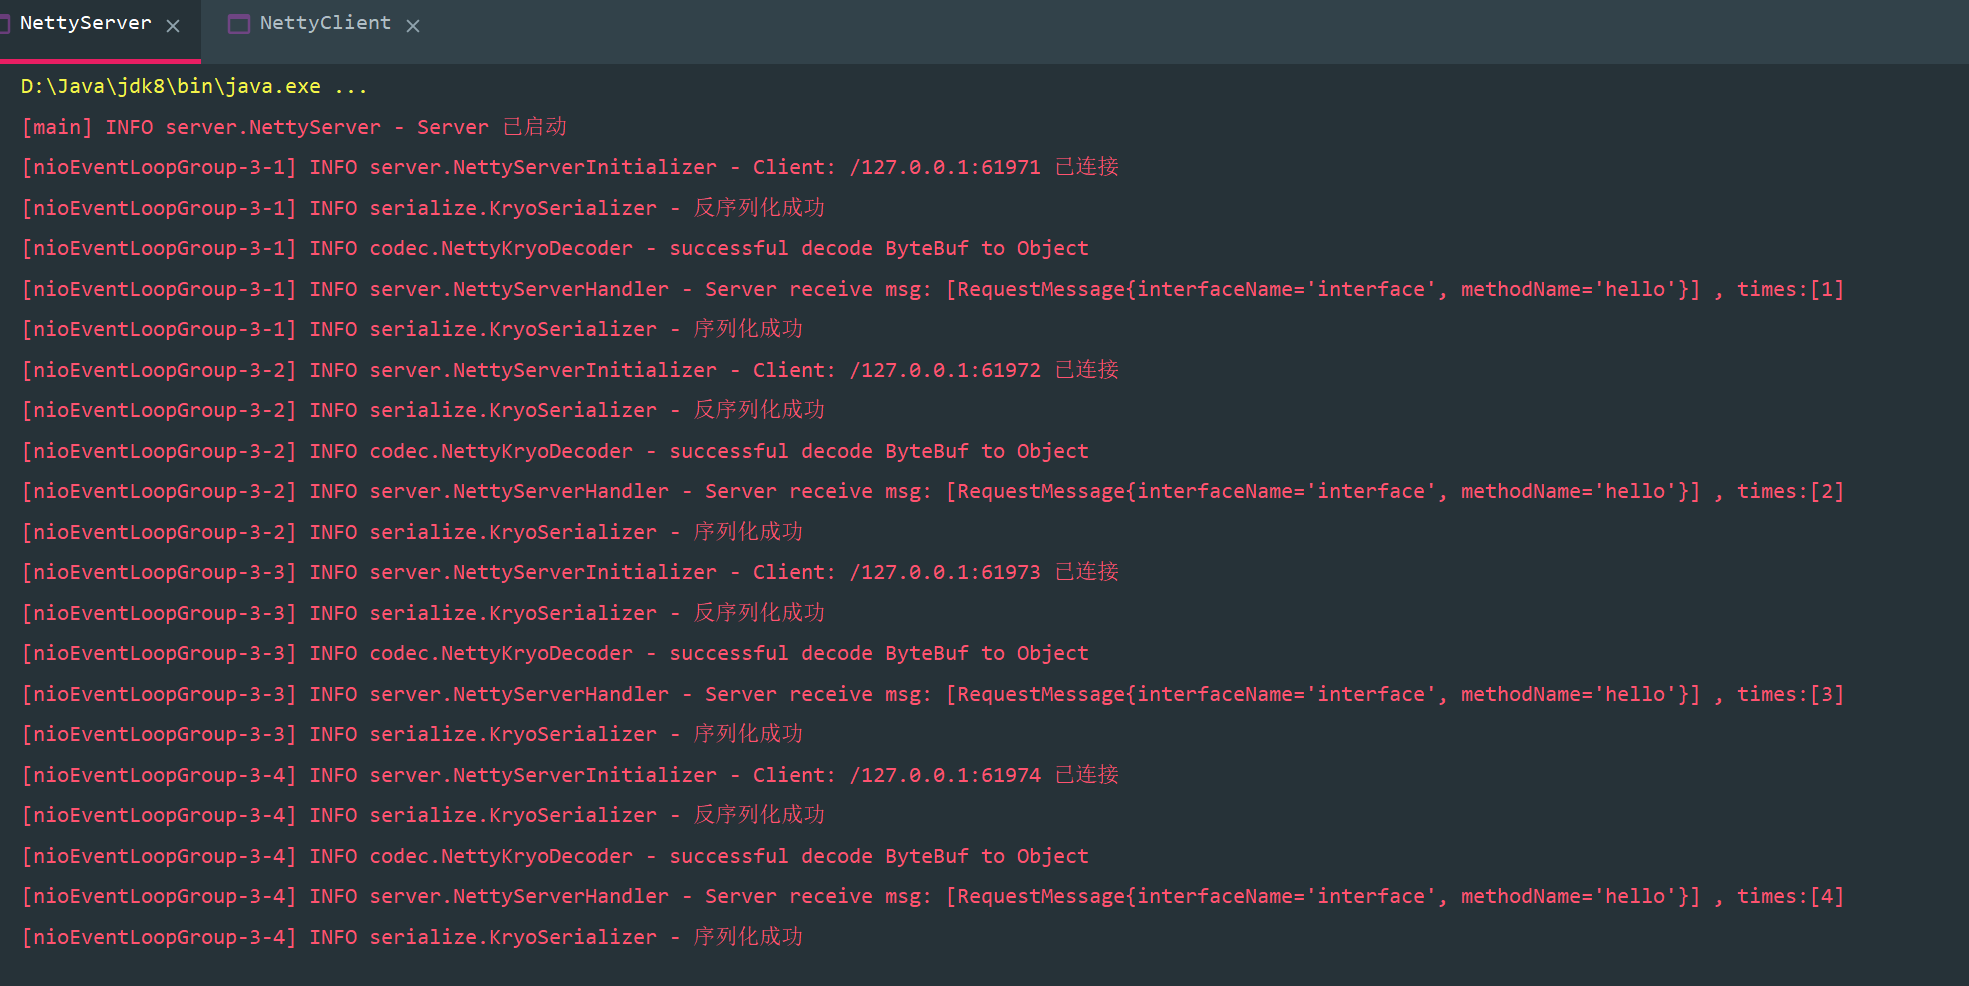 NettyServer × NettyClient ×
D:\Java\jdk8\bin\java.exe ...
[main] INFO server.NettyServer - Server 已启动
[nioEventLoopGroup-3-1] INFO server.NettyServerInitializer - Client: /127.0.0.1:61971 已连接
[nioEventLoopGroup-3-1] INFO serialize.KryoSerializer - 反序列化成功
[nioEventLoopGroup-3-1] INFO codec.NettyKryoDecoder - successful decode ByteBuf to Object
[nioEventLoopGroup-3-1] INFO server.NettyServerHandler - Server receive msg: [RequestMessage{interfaceName='interface', methodName='hello'}] , times:[1]
[nioEventLoopGroup-3-1] INFO serialize.KryoSerializer - 序列化成功
[nioEventLoopGroup-3-2] INFO server.NettyServerInitializer - Client: /127.0.0.1:61972 已连接
[nioEventLoopGroup-3-2] INFO serialize.KryoSerializer - 反序列化成功
[nioEventLoopGroup-3-2] INFO codec.NettyKryoDecoder - successful decode ByteBuf to Object
[nioEventLoopGroup-3-2] INFO server.NettyServerHandler - Server receive msg: [RequestMessage{interfaceName='interface', methodName='hello'}] , times:[2]
[nioEventLoopGroup-3-2] INFO serialize.KryoSerializer - 序列化成功
[nioEventLoopGroup-3-3] INFO server.NettyServerInitializer - Client: /127.0.0.1:61973 已连接
[nioEventLoopGroup-3-3] INFO serialize.KryoSerializer - 反序列化成功
[nioEventLoopGroup-3-3] INFO codec.NettyKryoDecoder - successful decode ByteBuf to Object
[nioEventLoopGroup-3-3] INFO server.NettyServerHandler - Server receive msg: [RequestMessage{interfaceName='interface', methodName='hello'}] , times:[3]
[nioEventLoopGroup-3-3] INFO serialize.KryoSerializer - 序列化成功
[nioEventLoopGroup-3-4] INFO server.NettyServerInitializer - Client: /127.0.0.1:61974 已连接
[nioEventLoopGroup-3-4] INFO serialize.KryoSerializer - 反序列化成功
[nioEventLoopGroup-3-4] INFO codec.NettyKryoDecoder - successful decode ByteBuf to Object
[nioEventLoopGroup-3-4] INFO server.NettyServerHandler - Server receive msg: [RequestMessage{interfaceName='interface', methodName='hello'}] , times:[4]
[nioEventLoopGroup-3-4] INFO serialize.KryoSerializer - 序列化成功